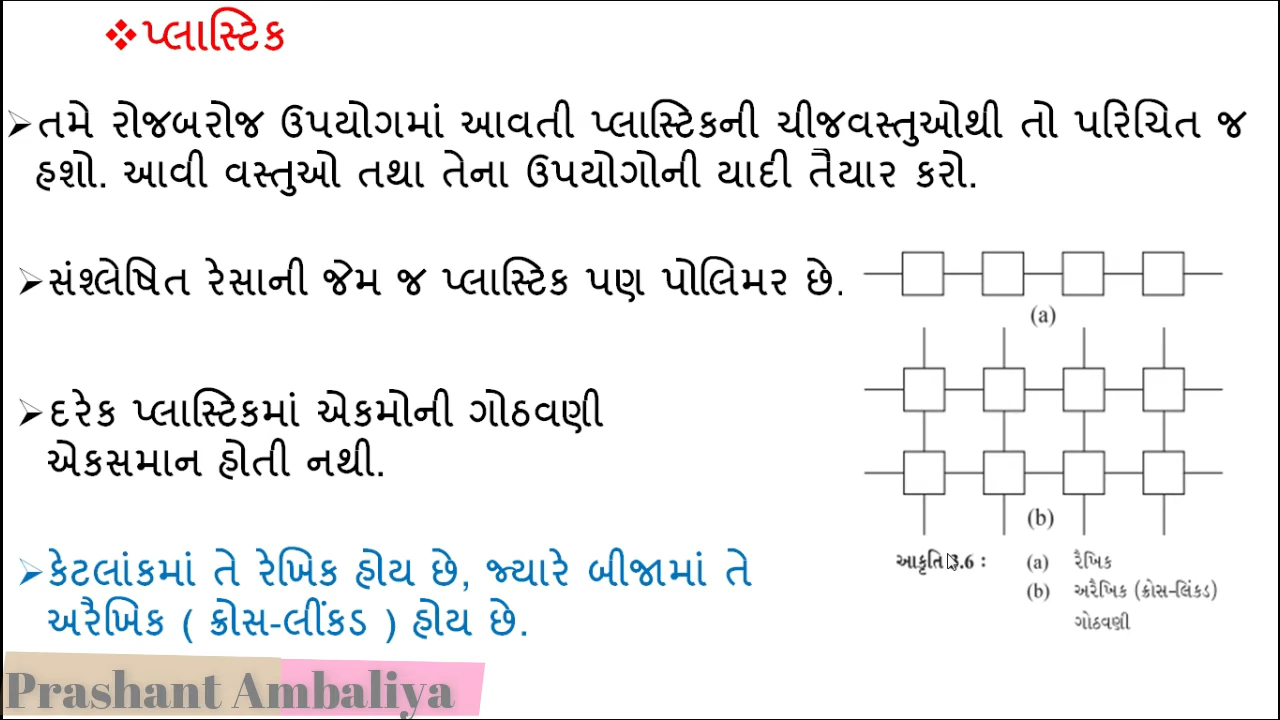 ❖પ્લાસ્ટિક
➢તમે રોજબરોજ ઉપયોગમાં આવતી પ્લાસ્ટિકની ચીજવસ્તુઓથી તો પરિચિત જ
હશો. આવી વસ્તુઓ તથા તેના ઉપયોગોની યાદી તૈયાર કરો.
➢સંશ્લેષિત રેસાની જેમ જ પ્લાસ્ટિક પણ પોલિમર છે.
(a)
➢દરેક પ્લાસ્ટિકમાં એકમોની ગોઠવણી
એકસમાન હોતી નથી.
(b)
➢કેટલાંકમાં તે રેખિક હોય છે, જ્યારે બીજામાં તે
અરૈખિક ( ક્રોસ-લીંકડ ) હોય છે.
આકૃતિ 3.6 : (a) રૈખિક
(b) અરૈખિક (ક્રોસ-લિંકડ)
ગોઠવણી
Prashant Ambaliya